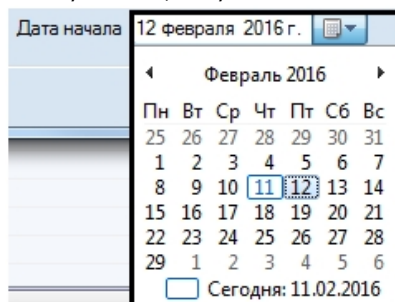 Дата начала 12 февраля 2016 г.
Февраль 2016
Пн Вт Ср Чт Пт Сб Вс
25 26 27 28 29 30 31
1 2 3 4 5 6 7
8 9 10 11 12 13 14
15 16 17 18 19 20 21
22 23 24 25 26 27 28
29 1 2 3 4 5 6
Сегодня: 11.02.2016